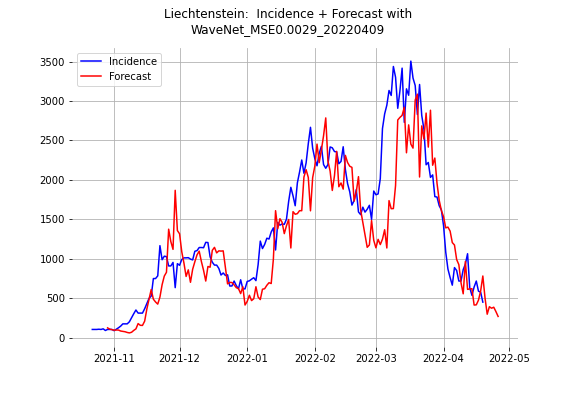 Liechtenstein:  Incidence + Forecast with
WaveNet_MSE0.0029_20220409
Incidence
Forecast
3500
3000
2500
2000
1500
1000
500
0
2021-11 2021-12 2022-01 2022-02 2022-03 2022-04 2022-05